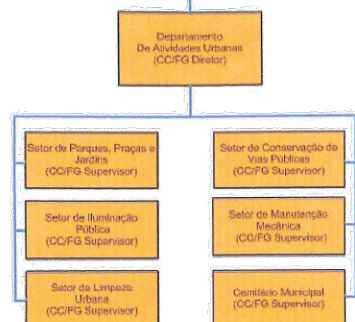 Departamento
De Atividades Urbanas
(CC/FG Diretor)
Setor de Parques, Praças e
Jardins
(CC/FG Supervisor)
Setor de Conservação de
Vias Públicas
(CC/FG Supervisor)
Setor de Iluminação
Pública
(CC/FG Supervisor)
Setor de Manutenção
Mecânica
(CC/FG Supervisor)
Setor de Limpeza
Urbana
(CC/FG Supervisor)
Cemitério Municipal
(CC/FG Supervisor)